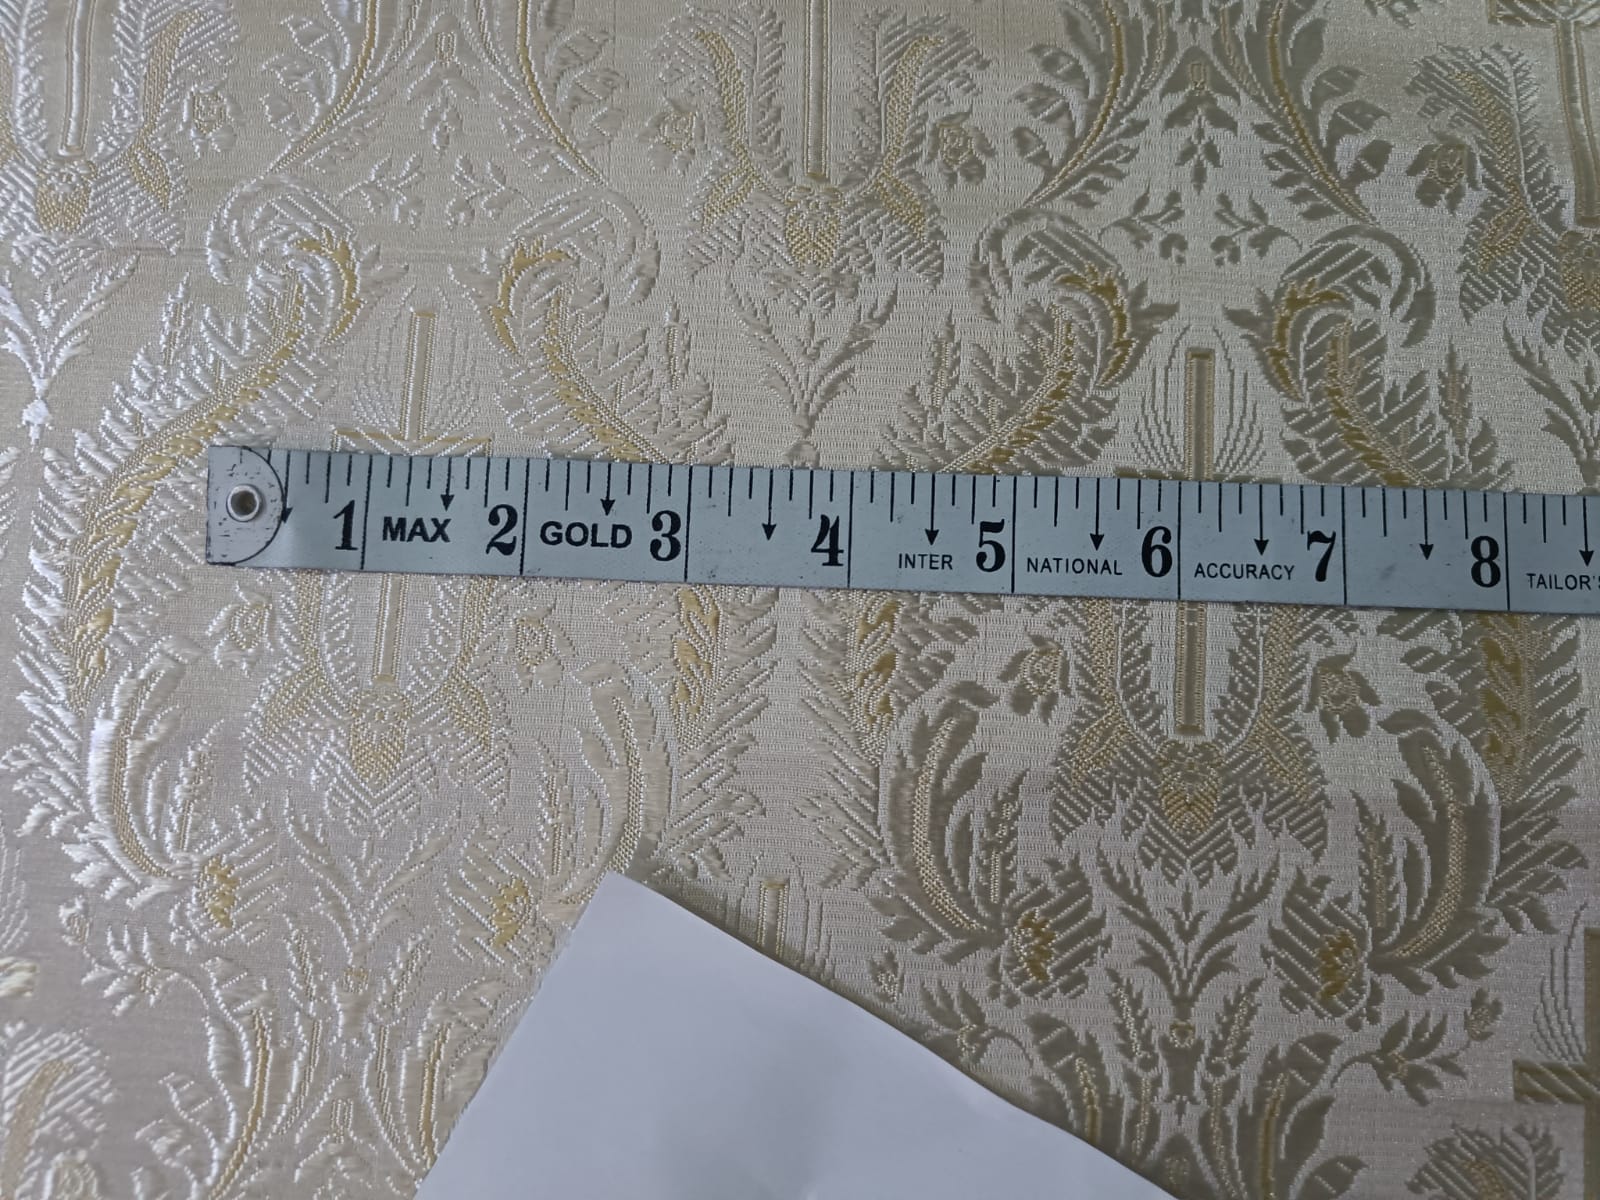 1 MAX 2 GOLD 3 4 INTER 5 NATIONAL 6 ACCURACY 7 8 TAILOR'S